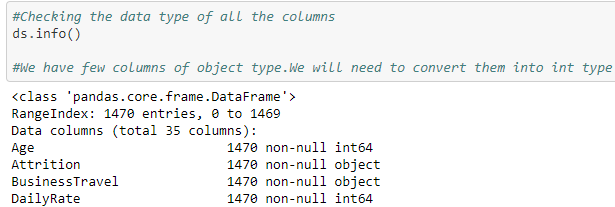 #Checking the data type of all the columns
ds.info()
#We have few columns of object type.We will need to convert them into int type
<class 'pandas.core.frame.DataFrame'>
RangeIndex: 1470 entries, 0 to 1469
Data columns (total 35 columns):
Age 1470 non-null int64
Attrition 1470 non-null object
BusinessTravel 1470 non-null object
DailyRate 1470 non-null int64